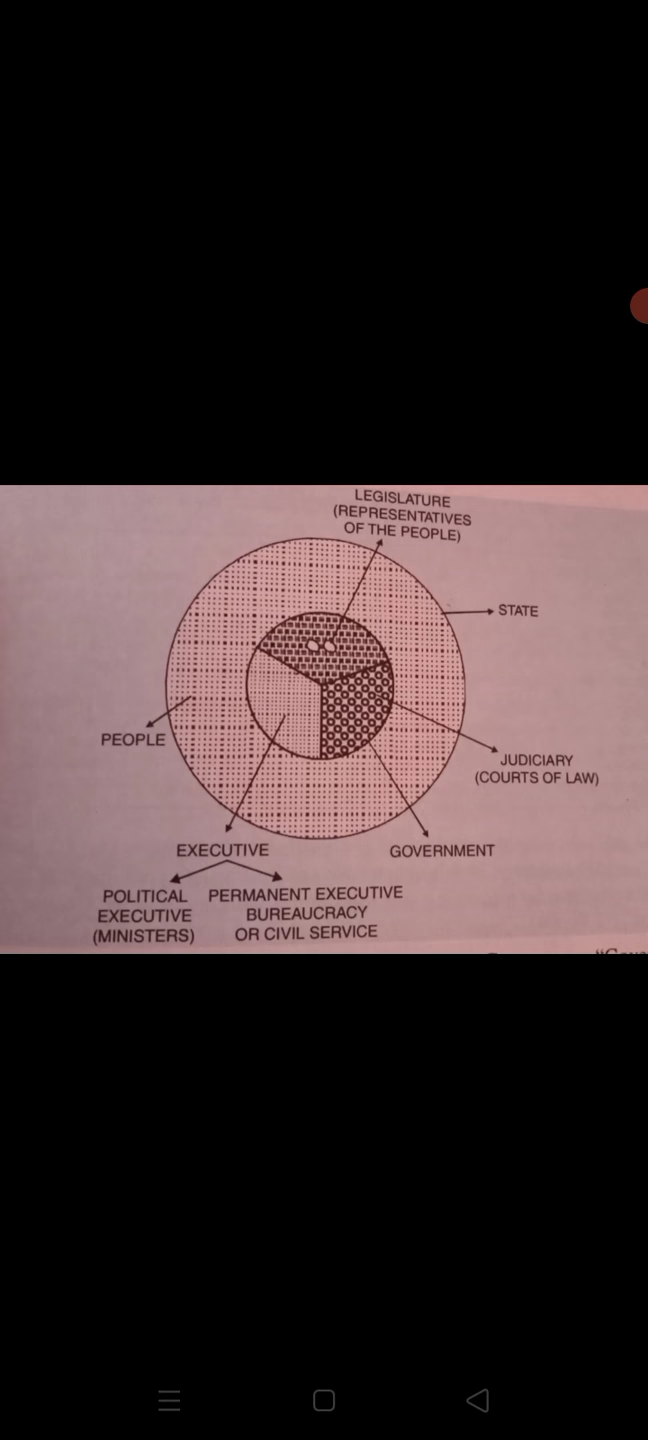 LEGISLATURE
(REPRESENTATIVES
OF THE PEOPLE)
STATE
PEOPLE
JUDICIARY
(COURTS OF LAW)
EXECUTIVE
GOVERNMENT
POLITICAL
EXECUTIVE
(MINISTERS)
PERMANENT EXECUTIVE
BUREAUCRACY
OR CIVIL SERVICE